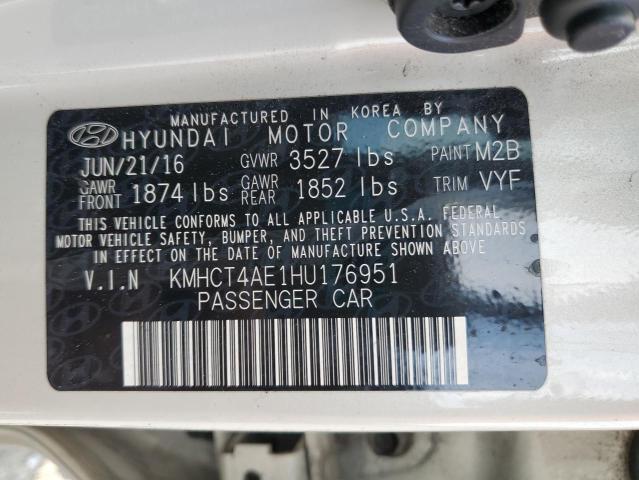 MANUFACTURED IN KOREA BY
HYUNDAI MOTOR COMPANY
JUN/21/16 GVWR 3527 lbs PAINT M2B
GAWR FRONT 1874 lbs GAWR REAR 1852 lbs TRIM VYF
THIS VEHICLE CONFORMS TO ALL APPLICABLE U.S.A. FEDERAL
MOTOR VEHICLE SAFETY, BUMPER, AND THEFT PREVENTION STANDARDS
IN EFFECT ON THE DATE OF MANUFACTURE SHOWN ABOVE
V.I.N KMHCT4AE1HU176951
PASSENGER CAR